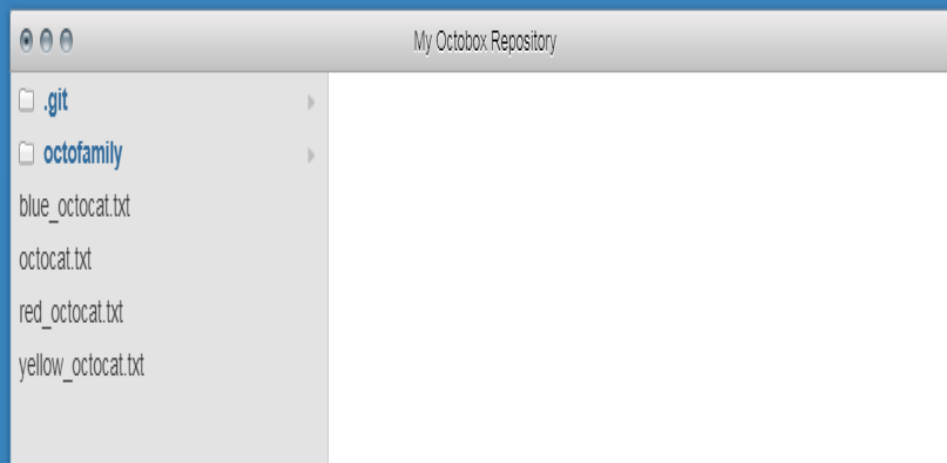 My Octobox Repository
.git
octofamily
blue_octocat.txt
octocat.txt
red_octocat.txt
yellow_octocat.txt